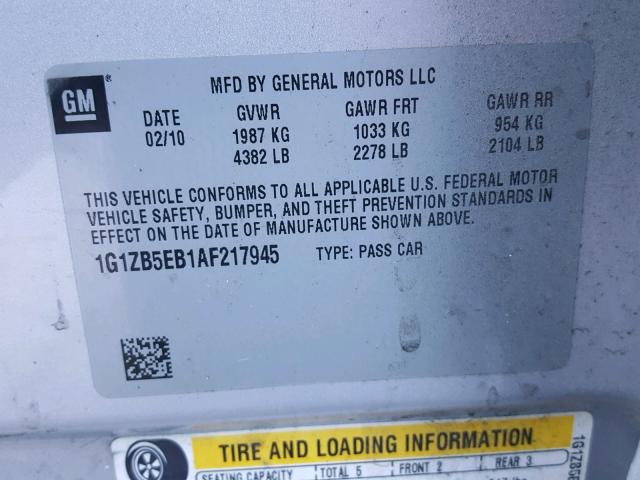 GM
MFD BY GENERAL MOTORS LLC
DATE GVWR GAWR FRT GAWR RR
02/10 1987 KG 1033 KG 954 KG
4382 LB 2278 LB 2104 LB
THIS VEHICLE CONFORMS TO ALL APPLICABLE U.S. FEDERAL MOTOR
VEHICLE SAFETY, BUMPER, AND THEFT PREVENTION STANDARDS IN
EFFECT ON THE DATE OF MANUFACTURE SHOWN ABOVE.
1G1ZB5EB1AF217945 TYPE: PASS CAR
TIRE AND LOADING INFORMATION
SEATING CAPACITY TOTAL 5 FRONT 2 REAR 3
1G1ZB5E